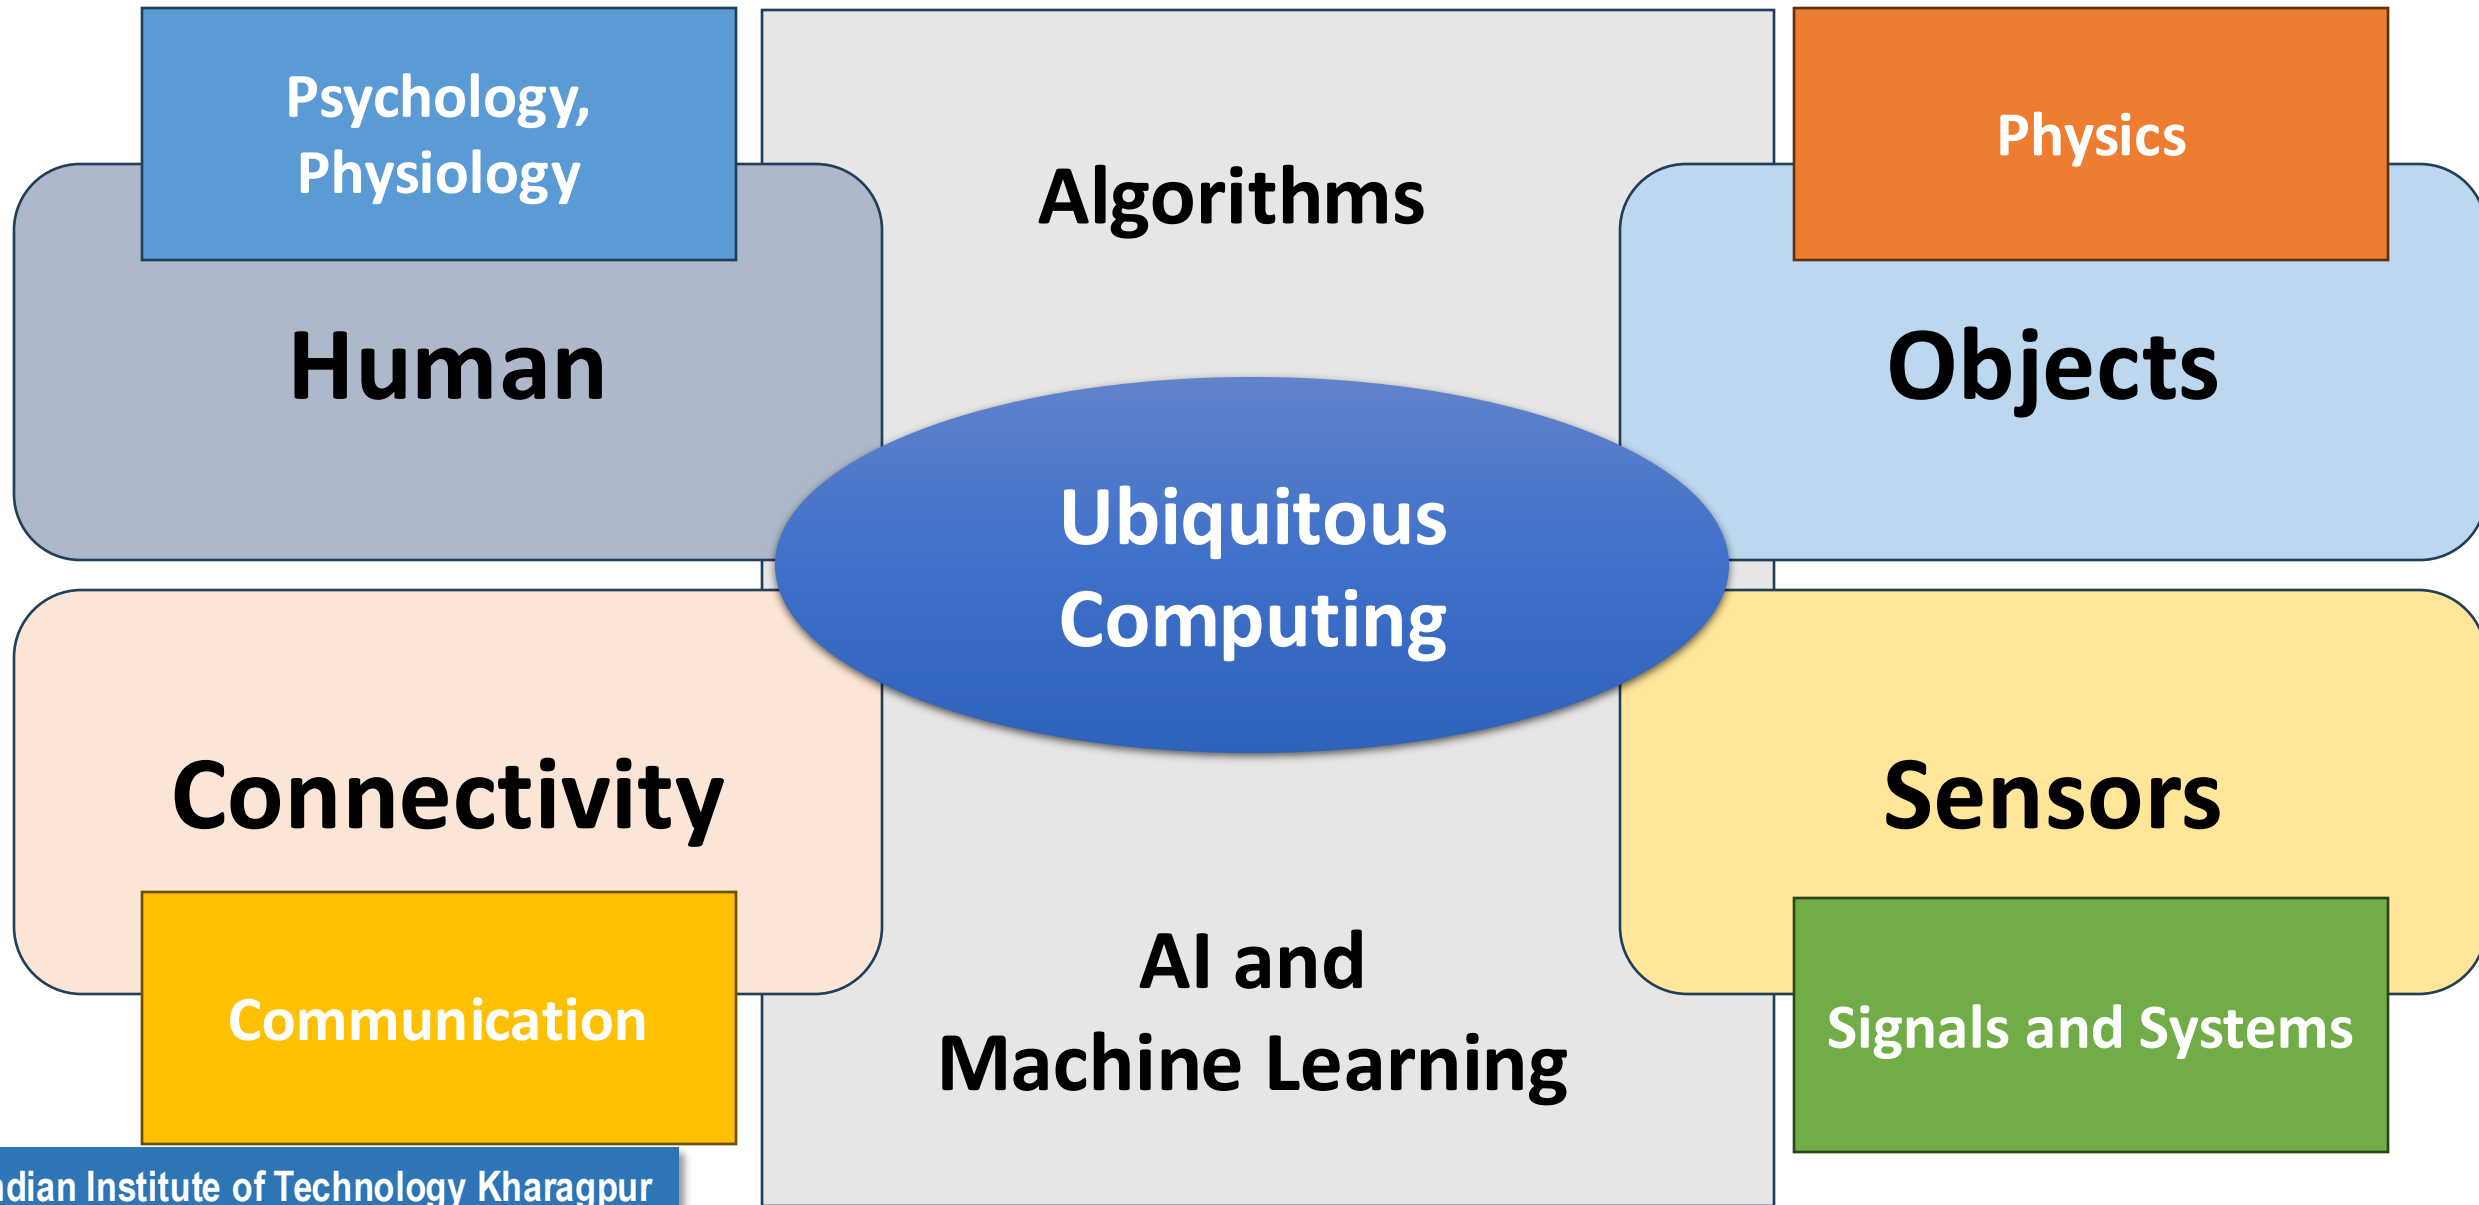 Psychology,
Physiology
Human
Algorithms
Physics
Objects
Ubiquitous
Computing
Connectivity
Communication
AI and
Machine Learning
Sensors
Signals and Systems
Institute of Technology Kharagpur